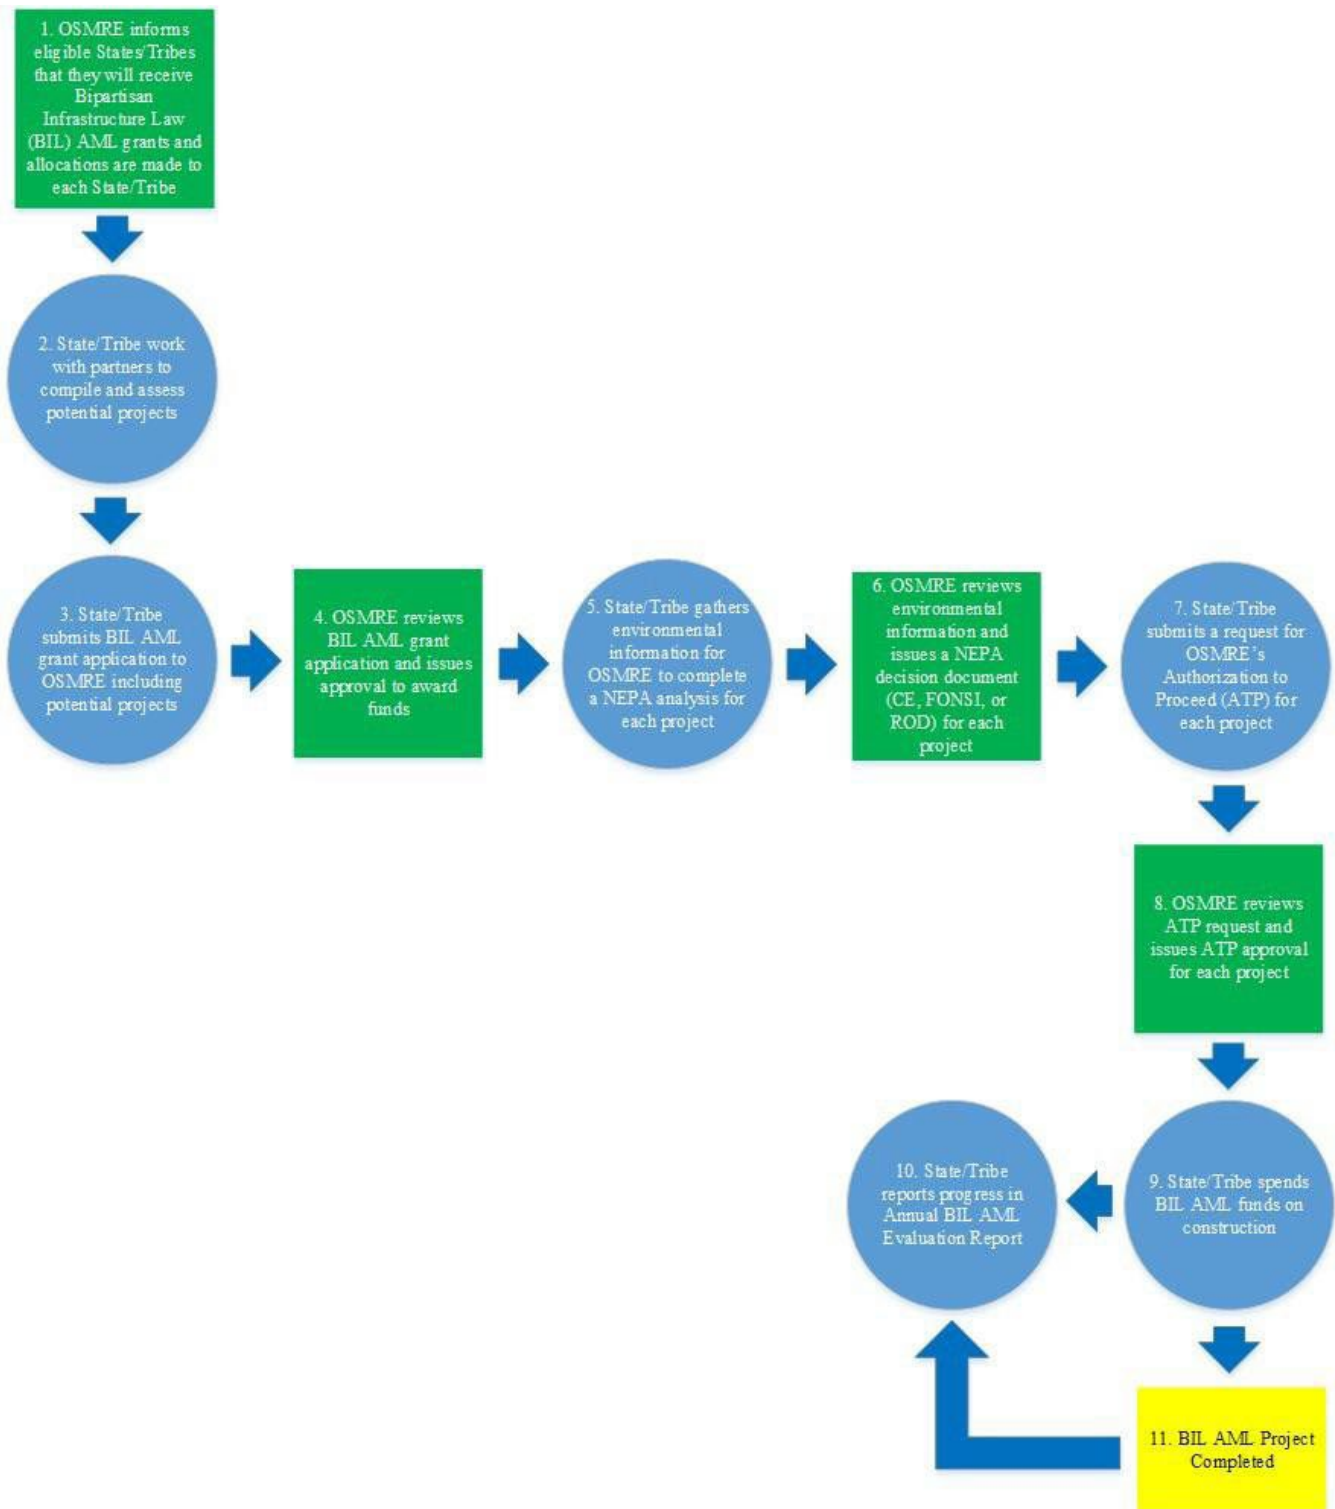 1. OSMRE informs
eligible States/Tribes
that they will receive
Bipartisan
Infrastructure Law
(BIL) AML grants and
allocations are made to
each State/Tribe
2. State/Tribe work
with partners to
compile and assess
potential projects
3. State/Tribe
submits BIL AML
grant application to
OSMRE including
potential projects
4. OSMRE reviews
BIL AML grant
application and issues
approval to award
funds
5. State/Tribe gathers
environmental
information for
OSMRE to complete
a NEPA analysis for
each project
6. OSMRE reviews
environmental
information and
issues a NEPA
decision document
(CE, FONSI, or
ROD) for each
project
7. State/Tribe
submits a request for
OSMRE's
Authorization to
Proceed (ATP) for
each project
8. OSMRE reviews
ATP request and
issues ATP approval
for each project
9. State/Tribe spends
BIL AML funds on
construction
10. State/Tribe
reports progress in
Annual BIL AML
Evaluation Report
11. BIL AML Project
Completed